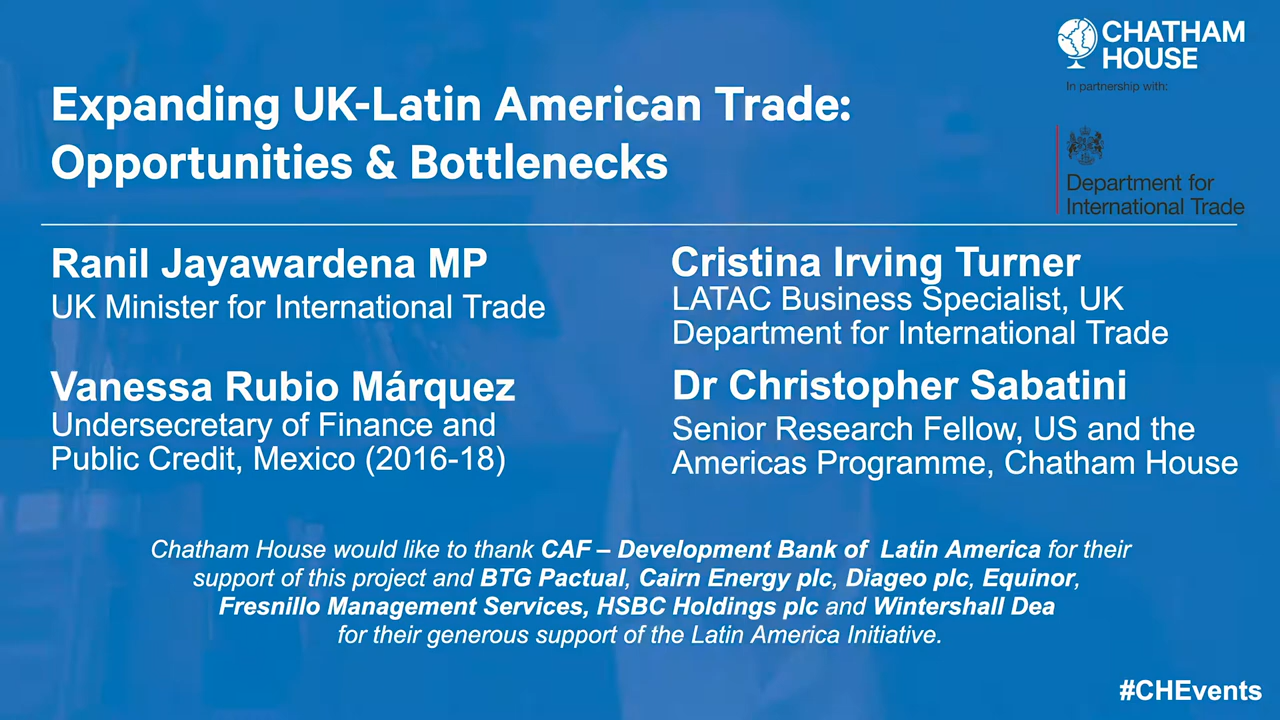 CHATHAM
HOUSE
In partnership with:
Department for
International Trade
Expanding UK-Latin American Trade:
Opportunities & Bottlenecks
Ranil Jayawardena MP
UK Minister for International Trade
Cristina Irving Turner
LATAC Business Specialist, UK
Department for International Trade
Vanessa Rubio Márquez
Undersecretary of Finance and
Public Credit, Mexico (2016-18)
Dr Christopher Sabatini
Senior Research Fellow, US and the
Americas Programme, Chatham House
Chatham House would like to thank CAF – Development Bank of Latin America for their
support of this project and BTG Pactual, Cairn Energy plc, Diageo plc, Equinor,
Fresnillo Management Services, HSBC Holdings plc and Wintershall Dea
for their generous support of the Latin America Initiative.
#CHEvents